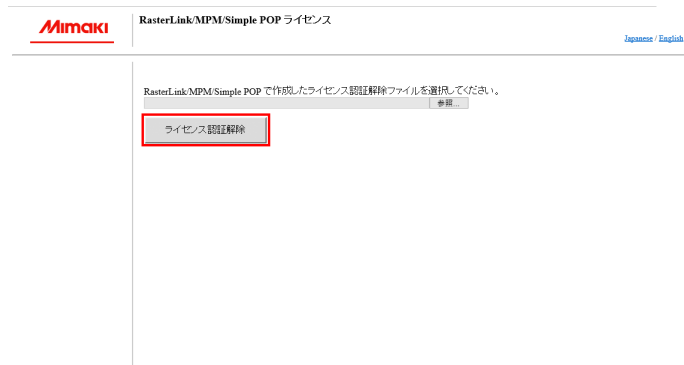 Mimaki
RasterLink/MPM/Simple POP ライセンス
Japanese / English
RasterLink/MPM/Simple POP で作成したライセンス認証解除ファイルを選択してください。
参照...
ライセンス認証解除